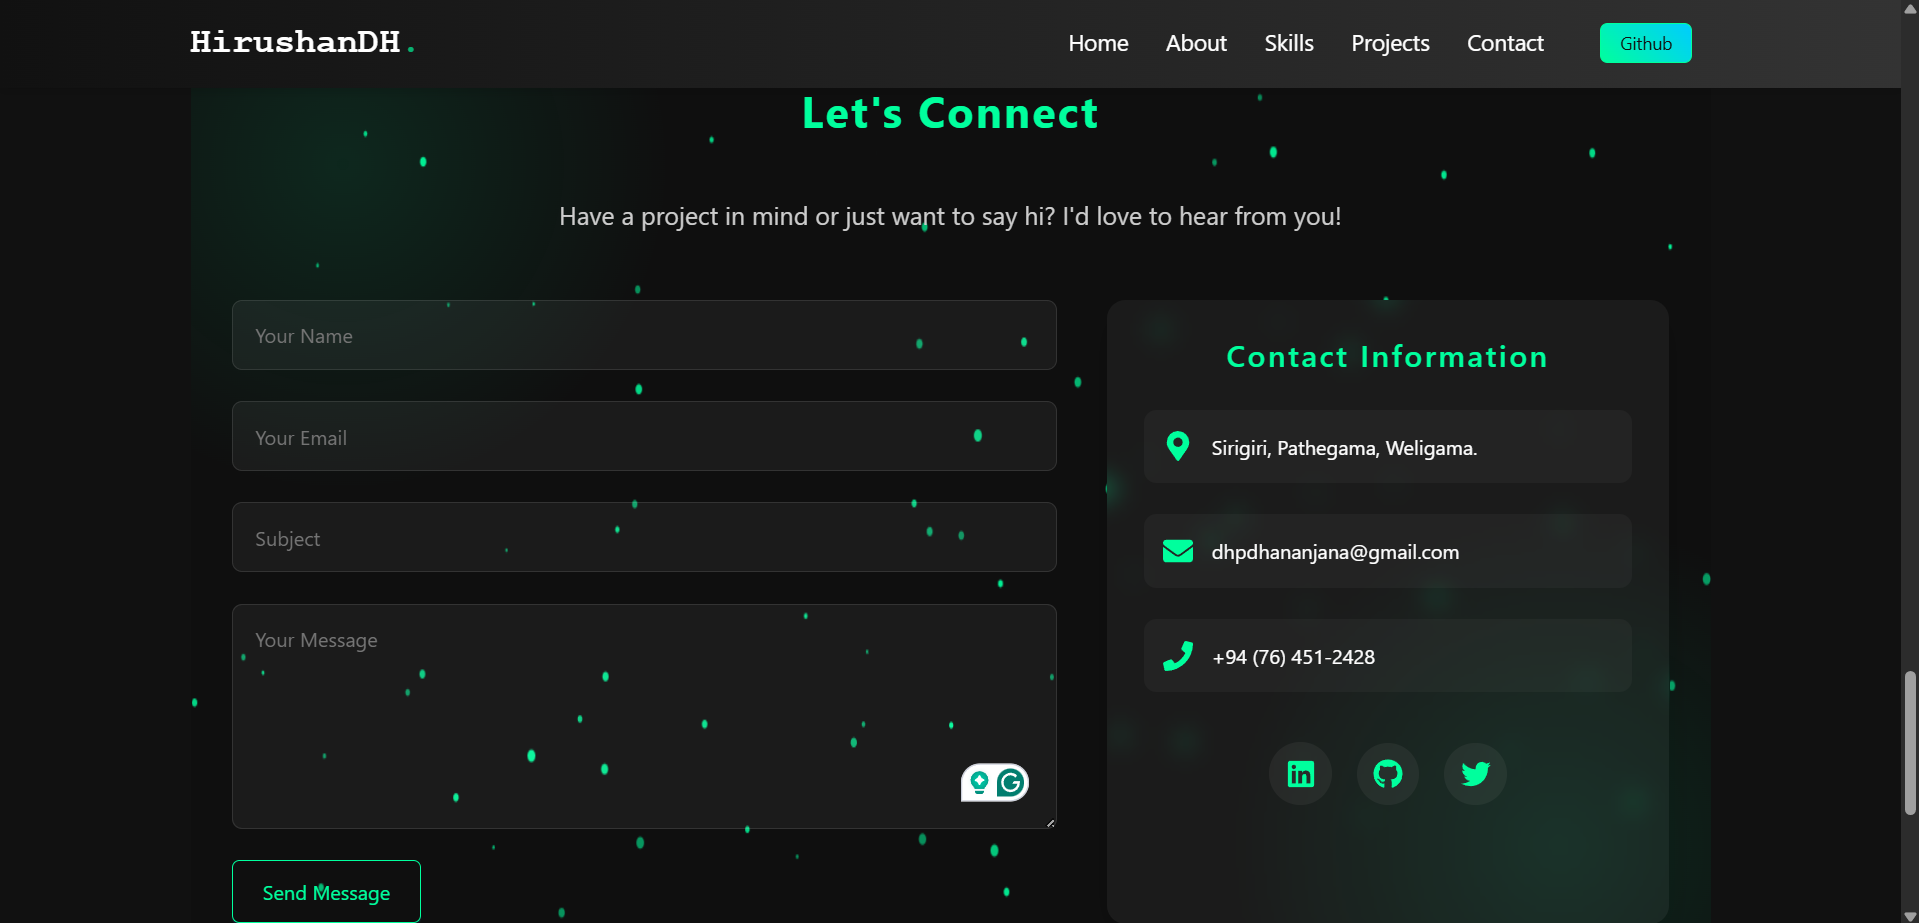 HirushanDH.
Home About Skills Projects Contact Github
Let's Connect
Have a project in mind or just want to say hi? I'd love to hear from you!
Your Name
Your Email
Subject
Your Message
Send Message
Contact Information
Sirigiri, Pathegama, Weligama.
dhpdhananjana@gmail.com
+94 (76) 451-2428